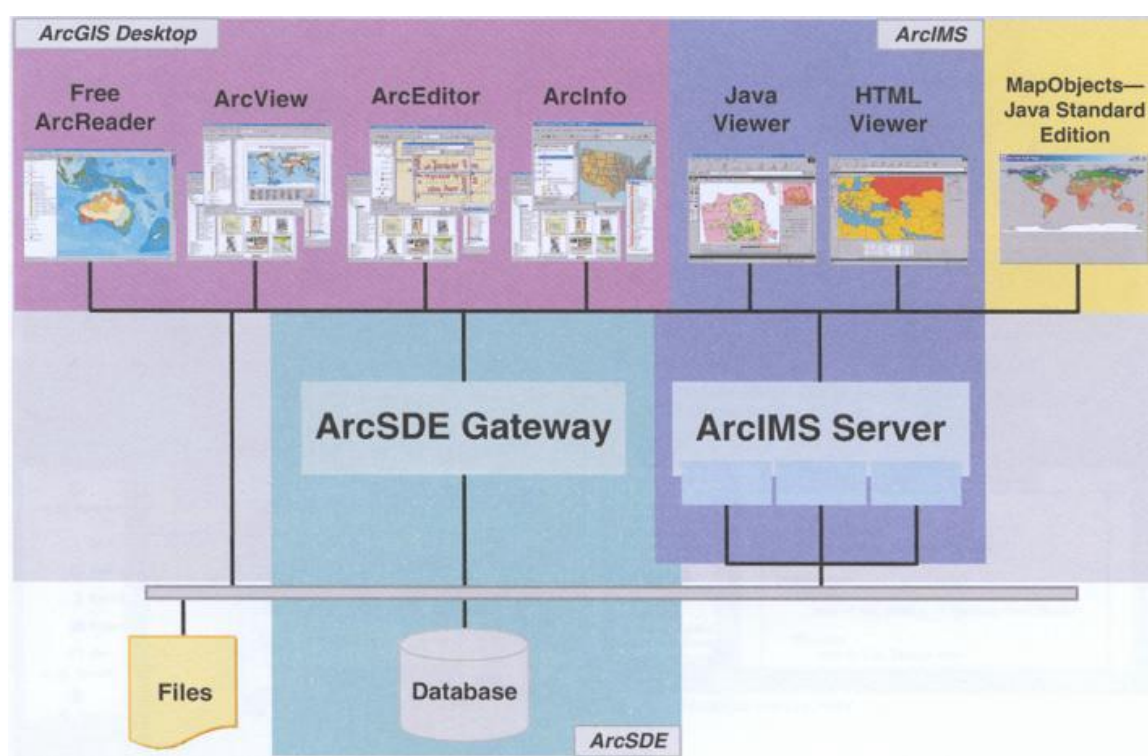 ArcGIS Desktop
ArcIMS
Free
ArcReader
ArcView
ArcEditor
ArcInfo
Java
Viewer
HTML
Viewer
MapObjects—
Java Standard
Edition
ArcSDE Gateway
ArcIMS Server
Files
Database
ArcSDE